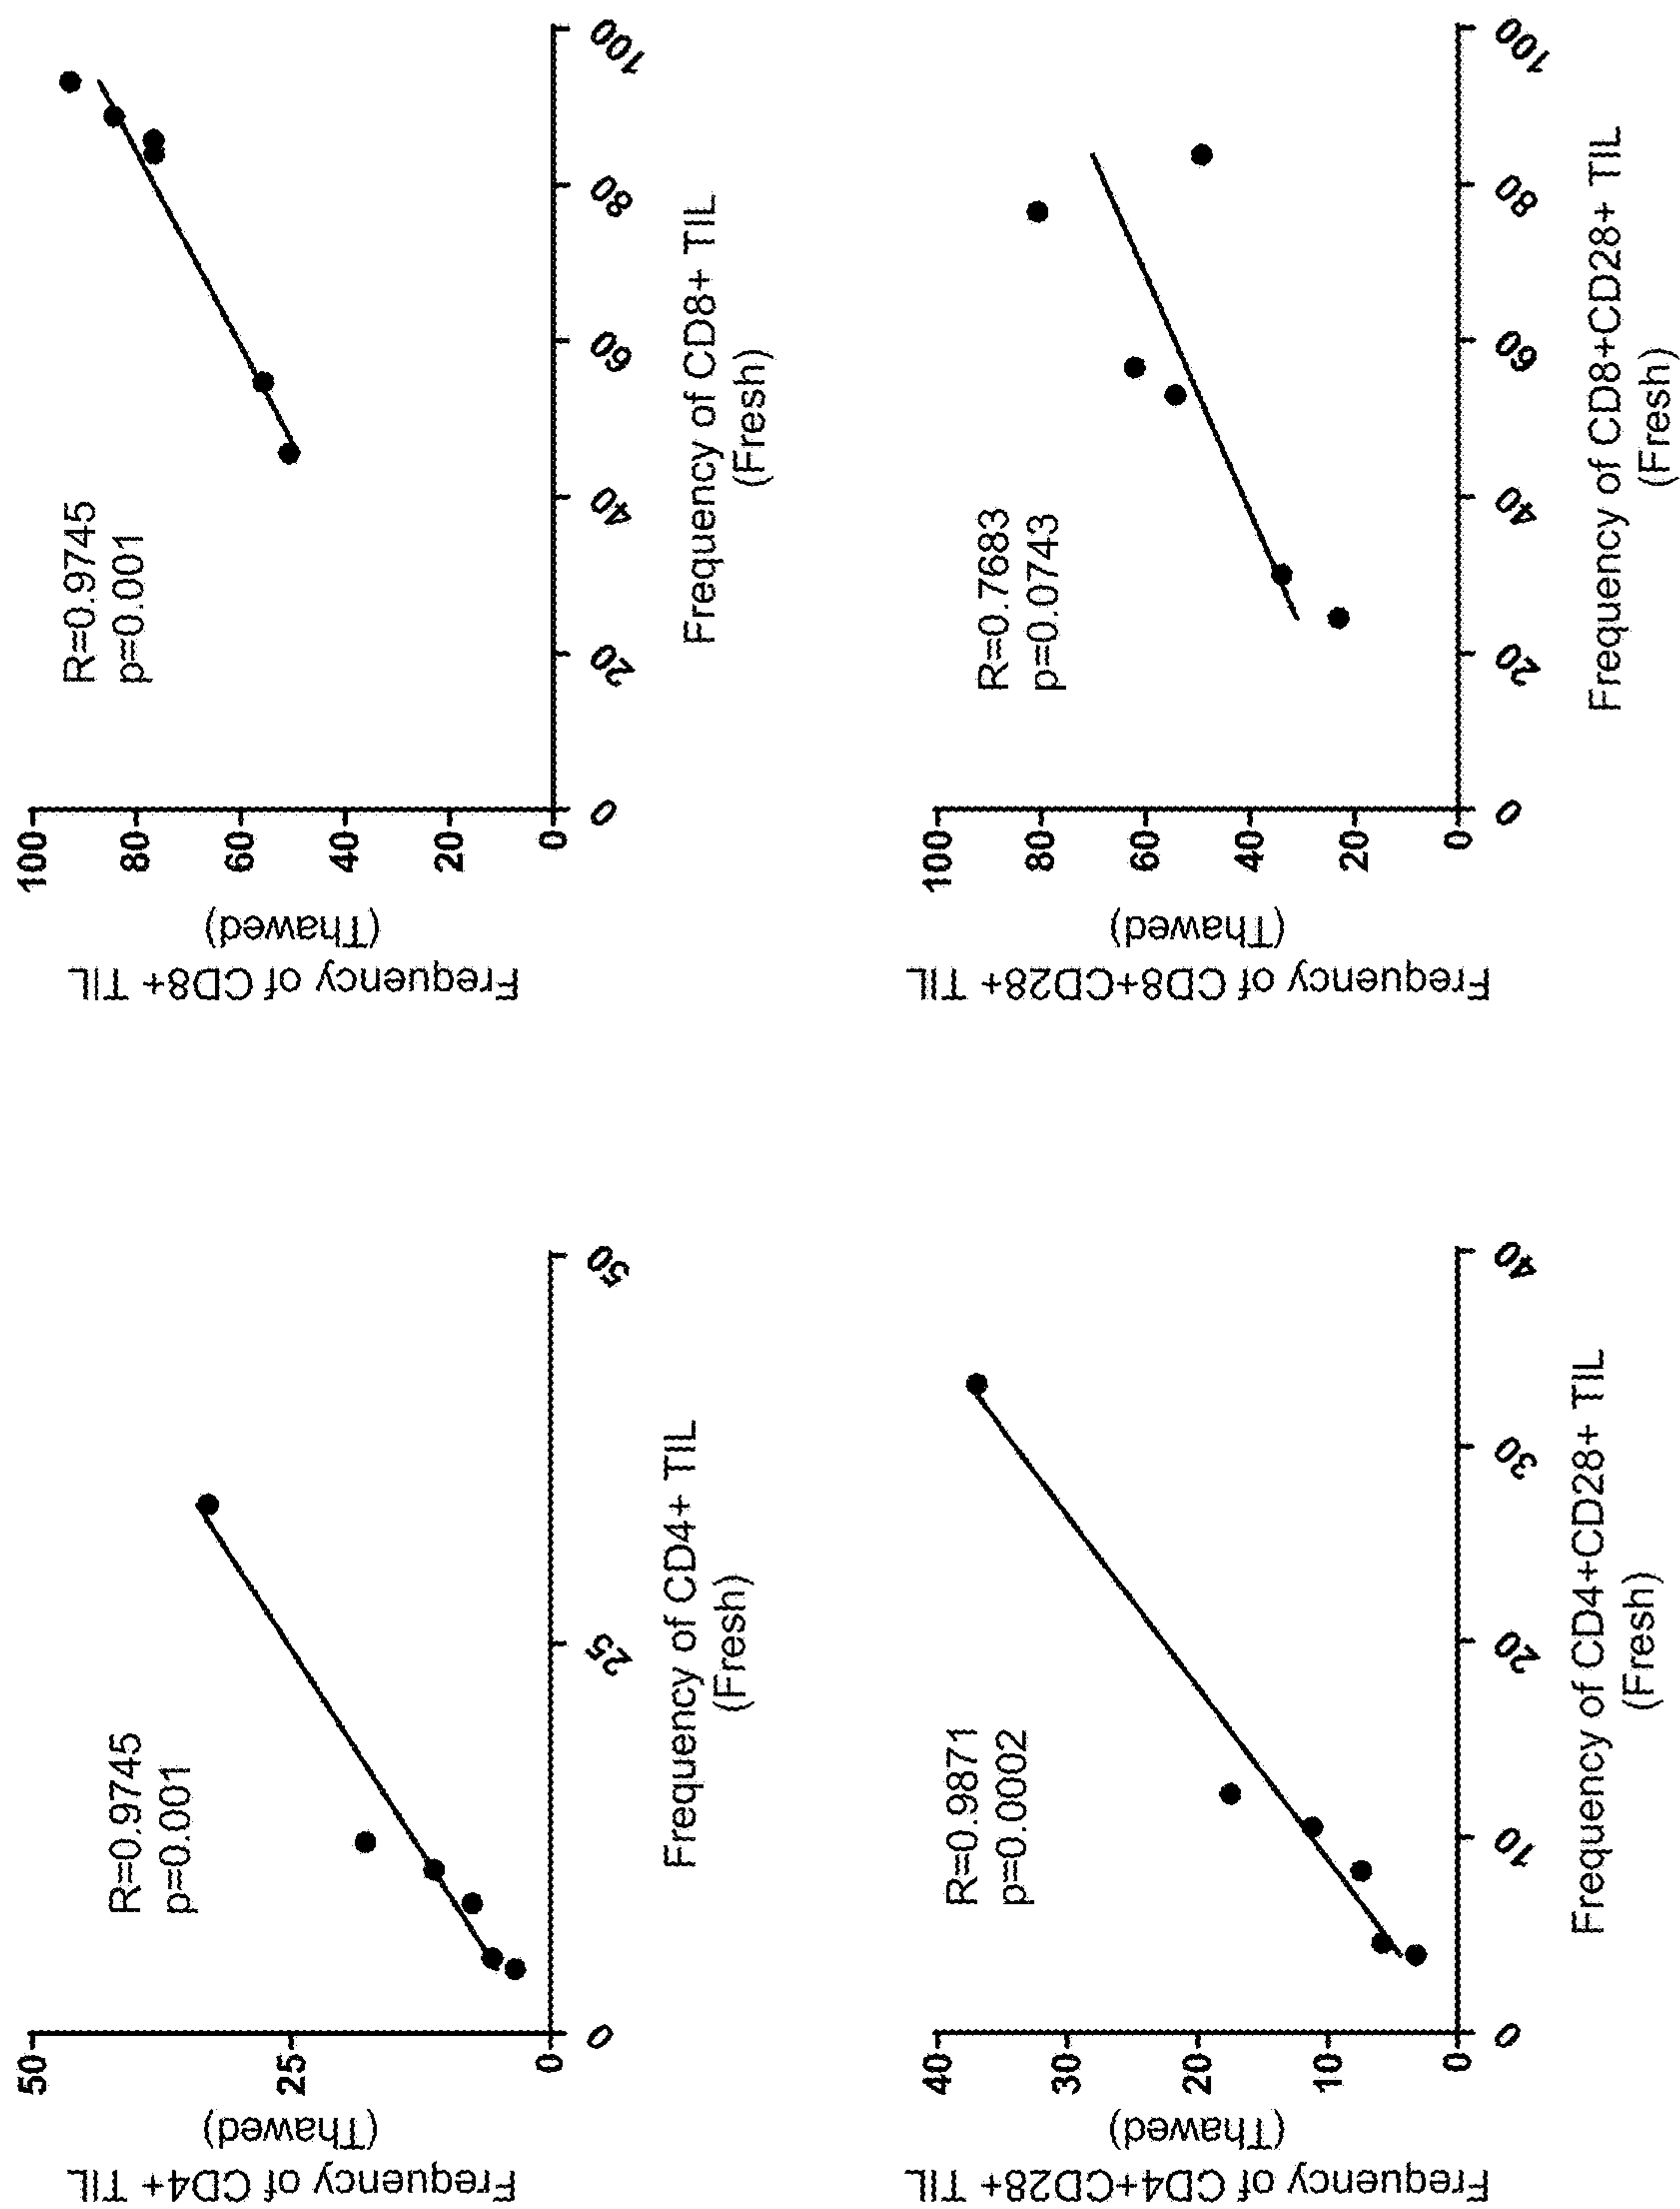 Frequency of CD4+ TIL
(Thawed)
50
25
0
R=0.9745
p=0.001
0
25
50
Frequency of CD4+ TIL
(Fresh)
Frequency of CD8+ TIL
(Thawed)
100
80
60
40
20
0
R=0.9745
p=0.001
0
20
40
60
80
100
Frequency of CD8+ TIL
(Fresh)
Frequency of CD4+CD28+ TIL
(Thawed)
40
30
20
10
0
R=0.9871
p=0.0002
0
10
20
30
40
Frequency of CD4+CD28+ TIL
(Fresh)
Frequency of CD8+CD28+ TIL
(Thawed)
100
80
60
40
20
0
R=0.7683
p=0.0743
0
20
40
60
80
100
Frequency of CD8+CD28+ TIL
(Fresh)